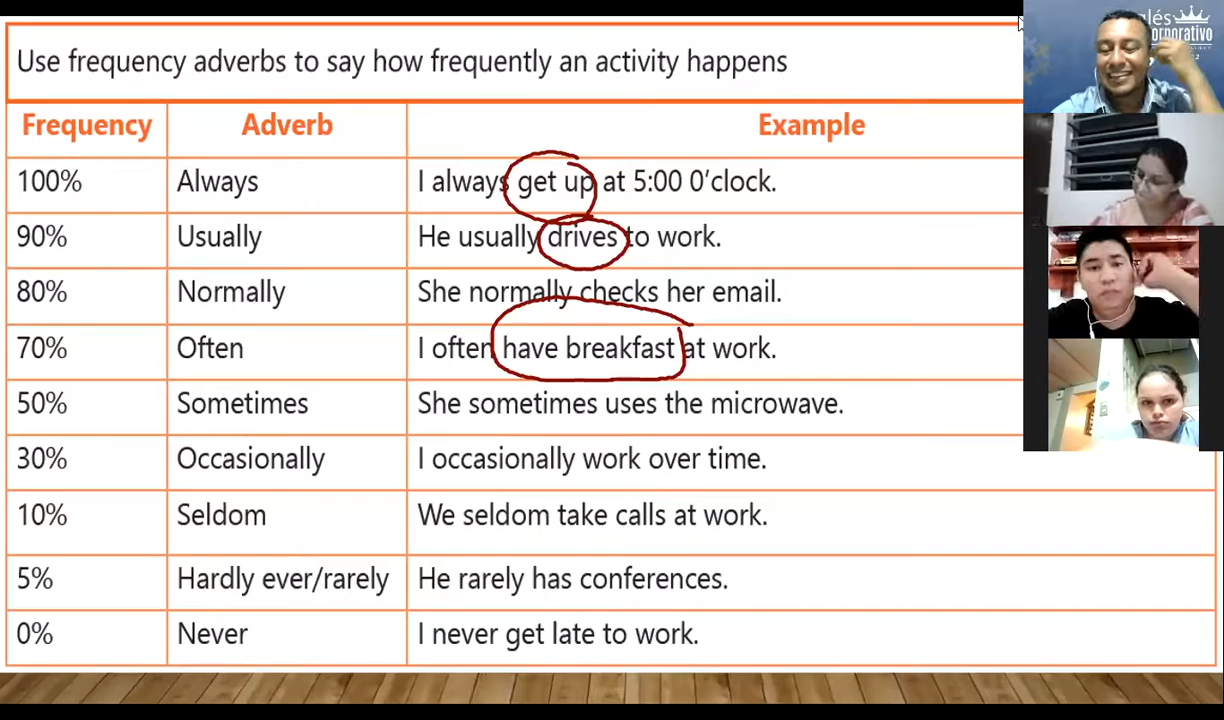 Use frequency adverbs to say how frequently an activity happens
Frequency Adverb Example
100% Always I always get up at 5:00 0’clock.
90% Usually He usually drives to work.
80% Normally She normally checks her email.
70% Often I often have breakfast at work.
50% Sometimes She sometimes uses the microwave.
30% Occasionally I occasionally work over time.
10% Seldom We seldom take calls at work.
5% Hardly ever/rarely He rarely has conferences.
0% Never I never get late to work.